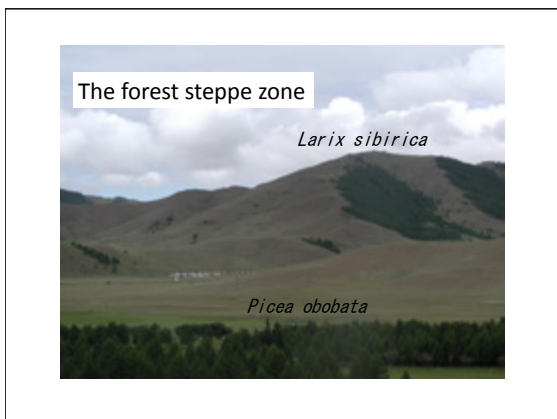 The forest steppe zone
Larix sibirica
Picea obobata